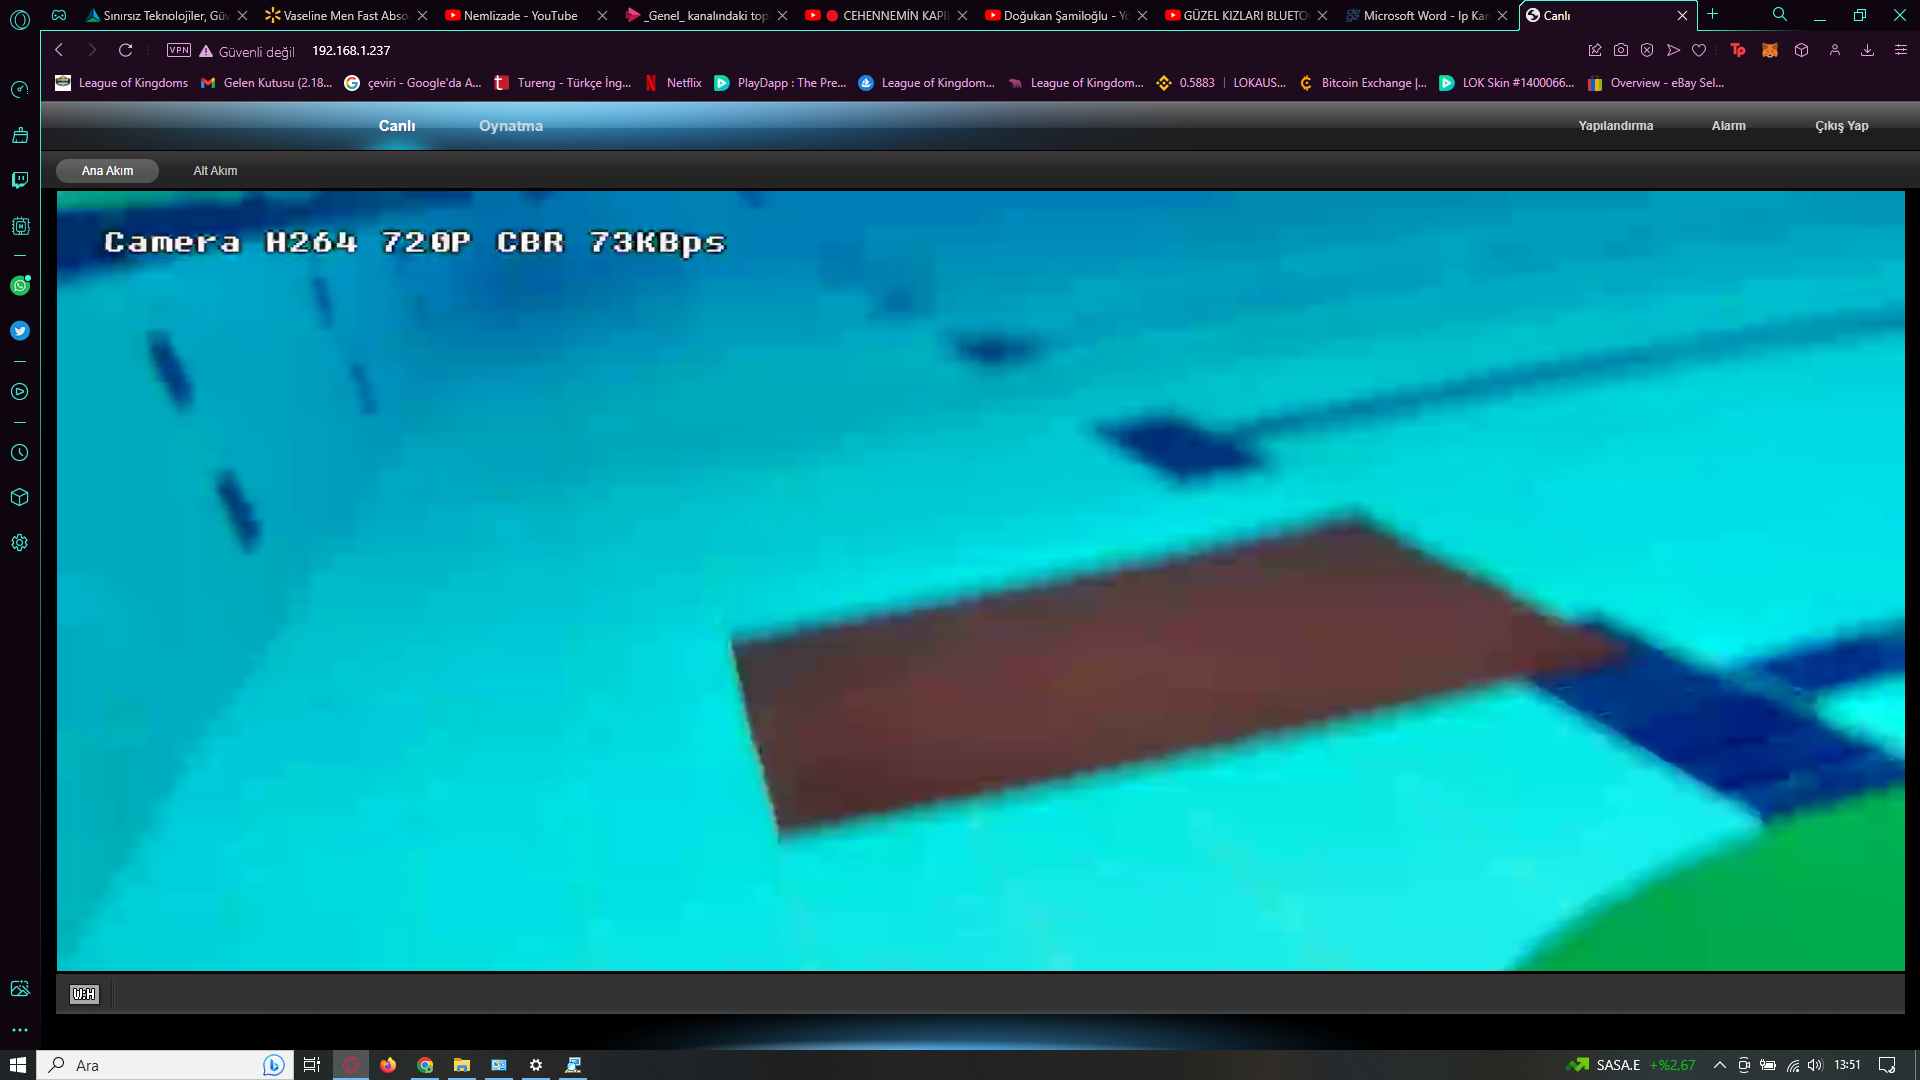 Sınırsız Teknolojiler, Güv
Vaseline Men Fast Abso
Nemlizade - YouTube
_Genel_ kanalındaki top
CEHENNEMİN KAPI
Doğukan Şamiloğlu - Yo
GÜZEL KIZLARI BLUETO
Microsoft Word - Ip Kam
Canlı
VPN
Güvenli değil
192.168.1.237
League of Kingdoms
Gelen Kutusu (2.18...
çeviri - Google'da A...
Tureng - Türkçe İng...
Netflix
PlayDapp : The Pre...
League of Kingdom...
League of Kingdom...
0.5883 | LOKAUS...
Bitcoin Exchange |...
LOK Skin #1400066...
Overview - eBay Sel...
Canlı
Oynatma
Yapılandırma
Alarm
Çıkış Yap
Ana Akım
Alt Akım
Camera H264 720P CBR 73KBps
W:H
Ara
SASA.E +%2.67
13:51